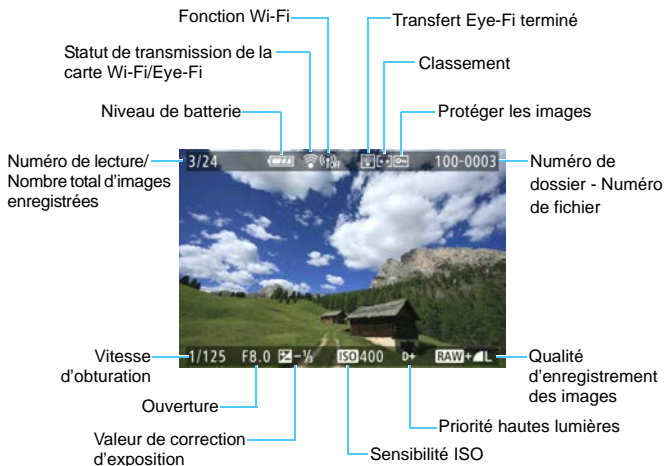 Fonction Wi-Fi
Transfert Eye-Fi terminé
Statut de transmission de la
carte Wi-Fi/Eye-Fi
Classement
Niveau de batterie
Protéger les images
Numéro de lecture/
Nombre total d'images
enregistrées
3/24
OFF
100-0003
Numéro de
dossier - Numéro
de fichier
1/125 F8.0 -⅓ ISO 400 D+ RAW+L
Vitesse
d'obturation
Qualité
d'enregistrement
des images
Ouverture
Priorité hautes lumières
Valeur de correction
d'exposition
Sensibilité ISO